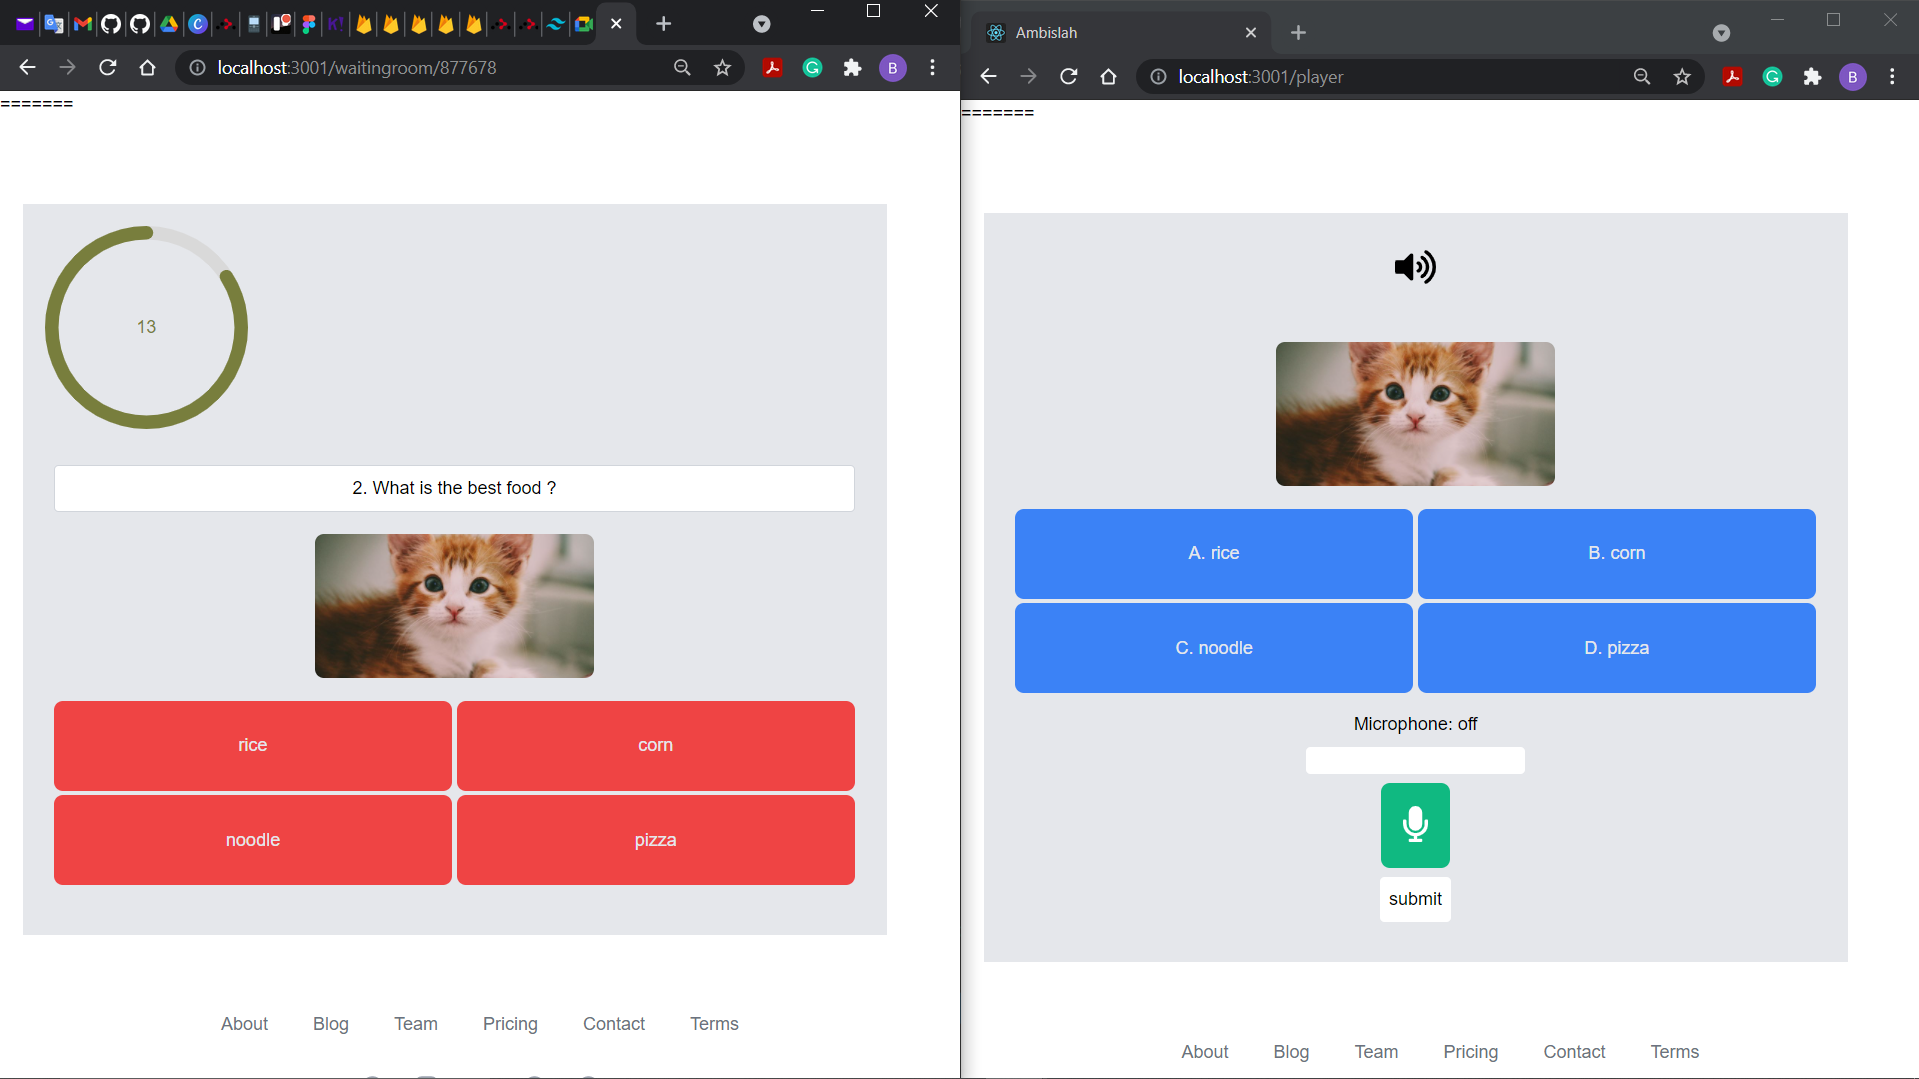 localhost:3001/waitingroom/877678
B
=======
13
2. What is the best food ?
rice
corn
noodle
pizza
About
Blog
Team
Pricing
Contact
Terms
Ambislah
localhost:3001/player
B
=======
A. rice
B. corn
C. noodle
D. pizza
Microphone: off
submit
About
Blog
Team
Pricing
Contact
Terms